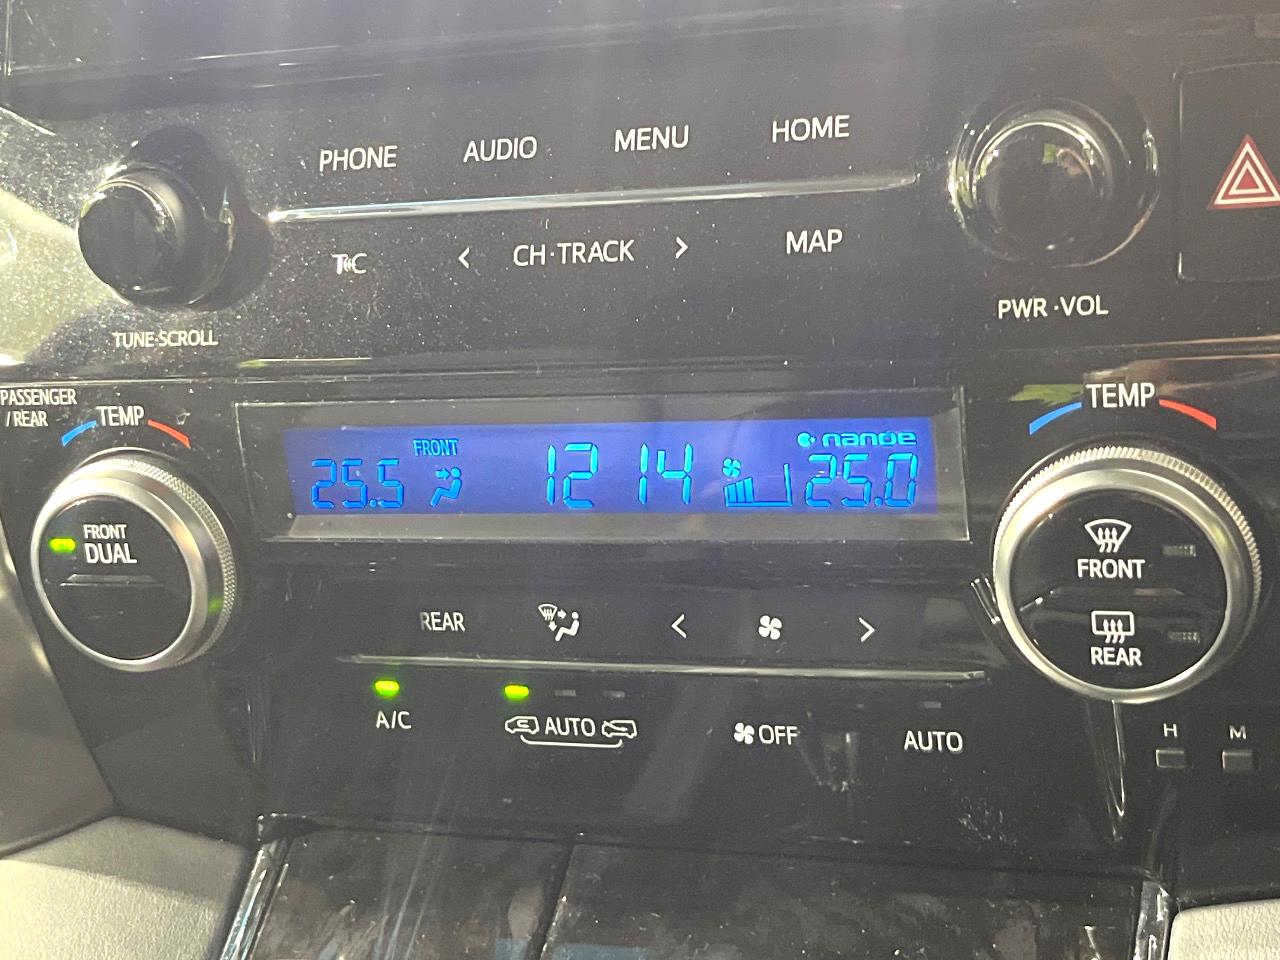 PHONE AUDIO MENU HOME
T·C < CH·TRACK > MAP
TUNE·SCROLL
PWR·VOL
PASSENGER
/REAR
TEMP
FRONT
DUAL
FRONT
nanoe
25.5 12 14 25.0
TEMP
FRONT
REAR
REAR < >
A/C AUTO OFF AUTO
H M